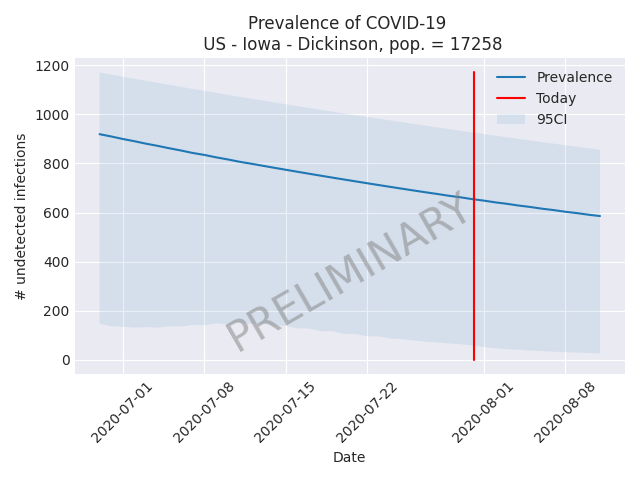 Prevalence of COVID-19
US - Iowa - Dickinson, pop. = 17258
Prevalence
Today
95CI
PRELIMINARY
# undetected infections
1200
1000
800
600
400
200
0
2020-07-01
2020-07-08
2020-07-15
2020-07-22
2020-08-01
2020-08-08
Date